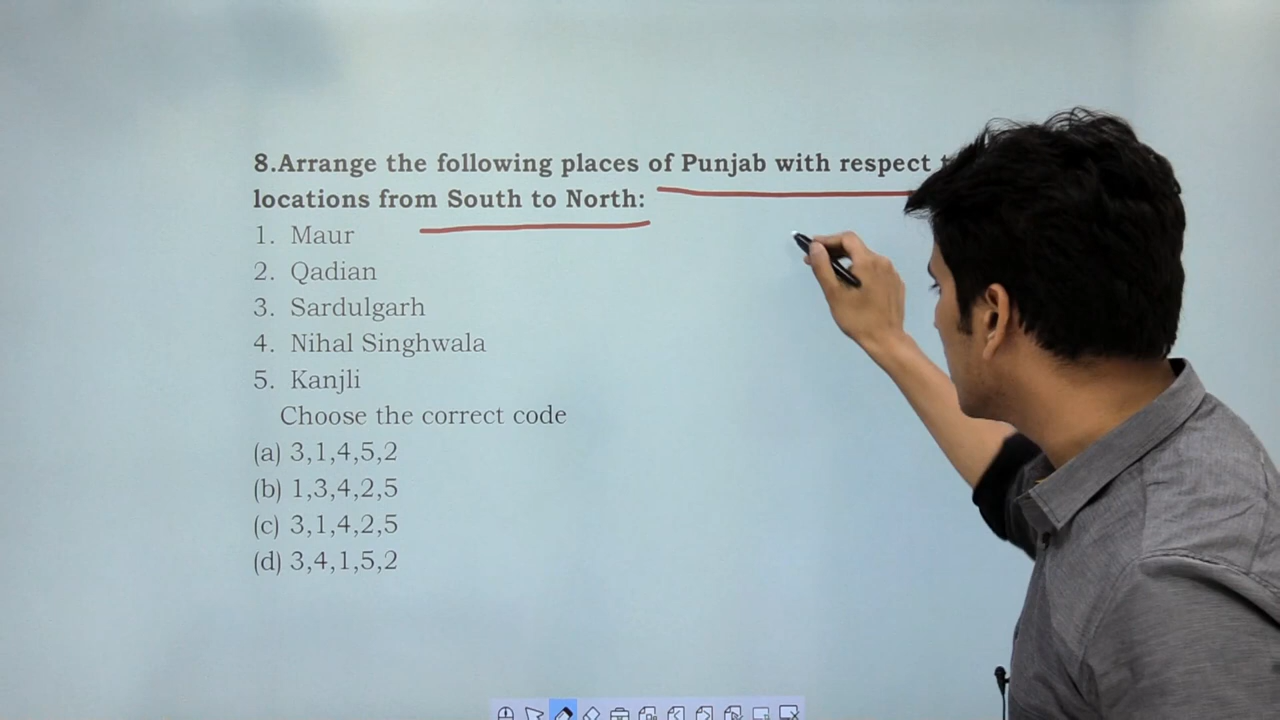 8.Arrange the following places of Punjab with respect
locations from South to North:
1. Maur
2. Qadian
3. Sardulgarh
4. Nihal Singhwala
5. Kanjli
Choose the correct code
(a) 3,1,4,5,2
(b) 1,3,4,2,5
(c) 3,1,4,2,5
(d) 3,4,1,5,2